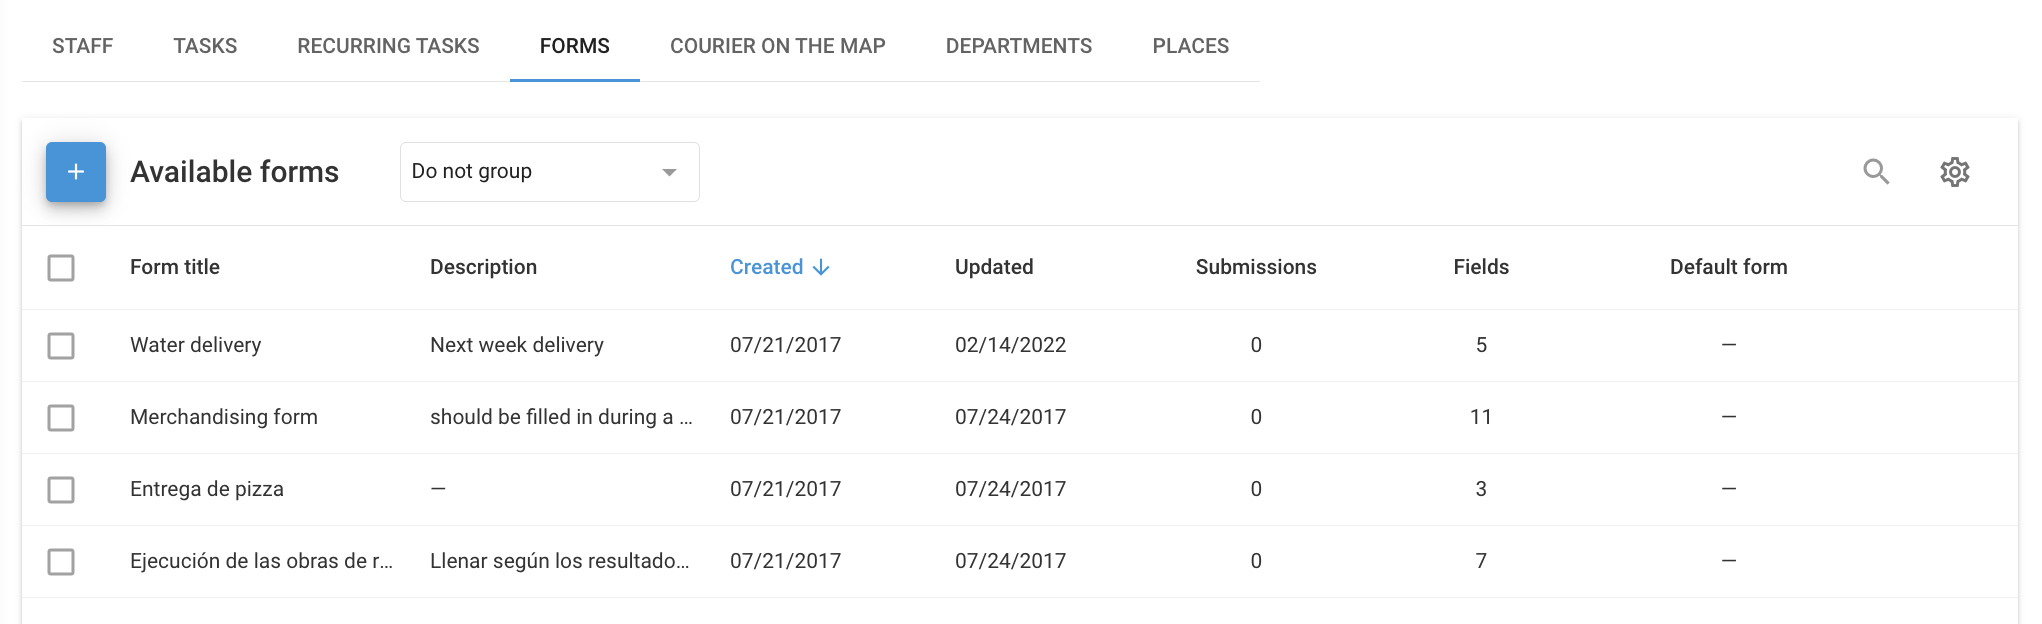 STAFF TASKS RECURRING TASKS FORMS COURIER ON THE MAP DEPARTMENTS PLACES
+ Available forms Do not group
Form title Description Created ↓ Updated Submissions Fields Default form
Water delivery Next week delivery 07/21/2017 02/14/2022 0 5 —
Merchandising form should be filled in during a ... 07/21/2017 07/24/2017 0 11 —
Entrega de pizza — 07/21/2017 07/24/2017 0 3 —
Ejecución de las obras de r... Llenar según los resultado... 07/21/2017 07/24/2017 0 7 —